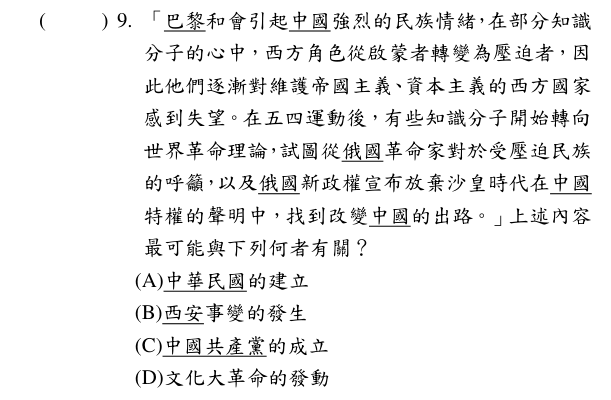 (　　) 9. 「巴黎和會引起中國強烈的民族情緒，在部分知識
分子的心中，西方角色從啟蒙者轉變為壓迫者，因
此他們逐漸對維護帝國主義、資本主義的西方國家
感到失望。在五四運動後，有些知識分子開始轉向
世界革命理論，試圖從俄國革命家對於受壓迫民族
的呼籲，以及俄國新政權宣布放棄沙皇時代在中國
特權的聲明中，找到改變中國的出路。」上述內容
最可能與下列何者有關？
(A)中華民國的建立
(B)西安事變的發生
(C)中國共產黨的成立
(D)文化大革命的發動